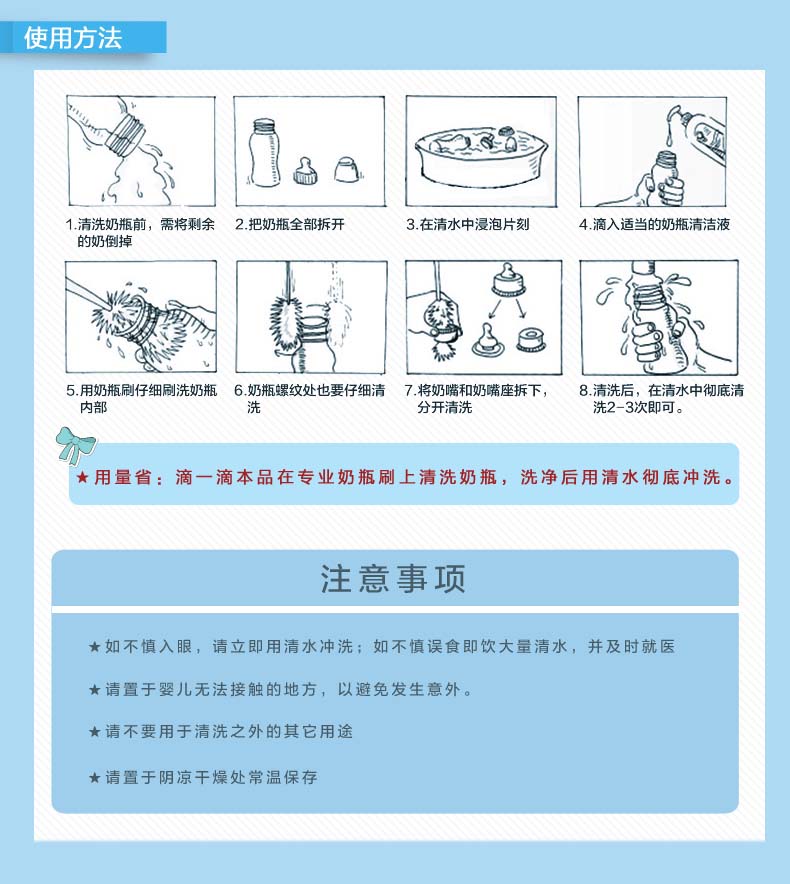 使用方法
1.清洗奶瓶前，需将剩余
的奶倒掉
2.把奶瓶全部拆开
3.在清水中浸泡片刻
4.滴入适当的奶瓶清洁液
5.用奶瓶刷仔细刷洗奶瓶
内部
6.奶瓶螺纹处也要仔细清
洗
7.将奶嘴和奶嘴座拆下，
分开清洗
8.清洗后，在清水中彻底清
洗2-3次即可。
★用量省：滴一滴本品在专业奶瓶刷上清洗奶瓶，洗净后用清水彻底冲洗。
注意事项
★如不慎入眼，请立即用清水冲洗；如不慎误食即饮大量清水，并及时就医
★请置于婴儿无法接触的地方，以避免发生意外。
★请不要用于清洗之外的其它用途
★请置于阴凉干燥处常温保存